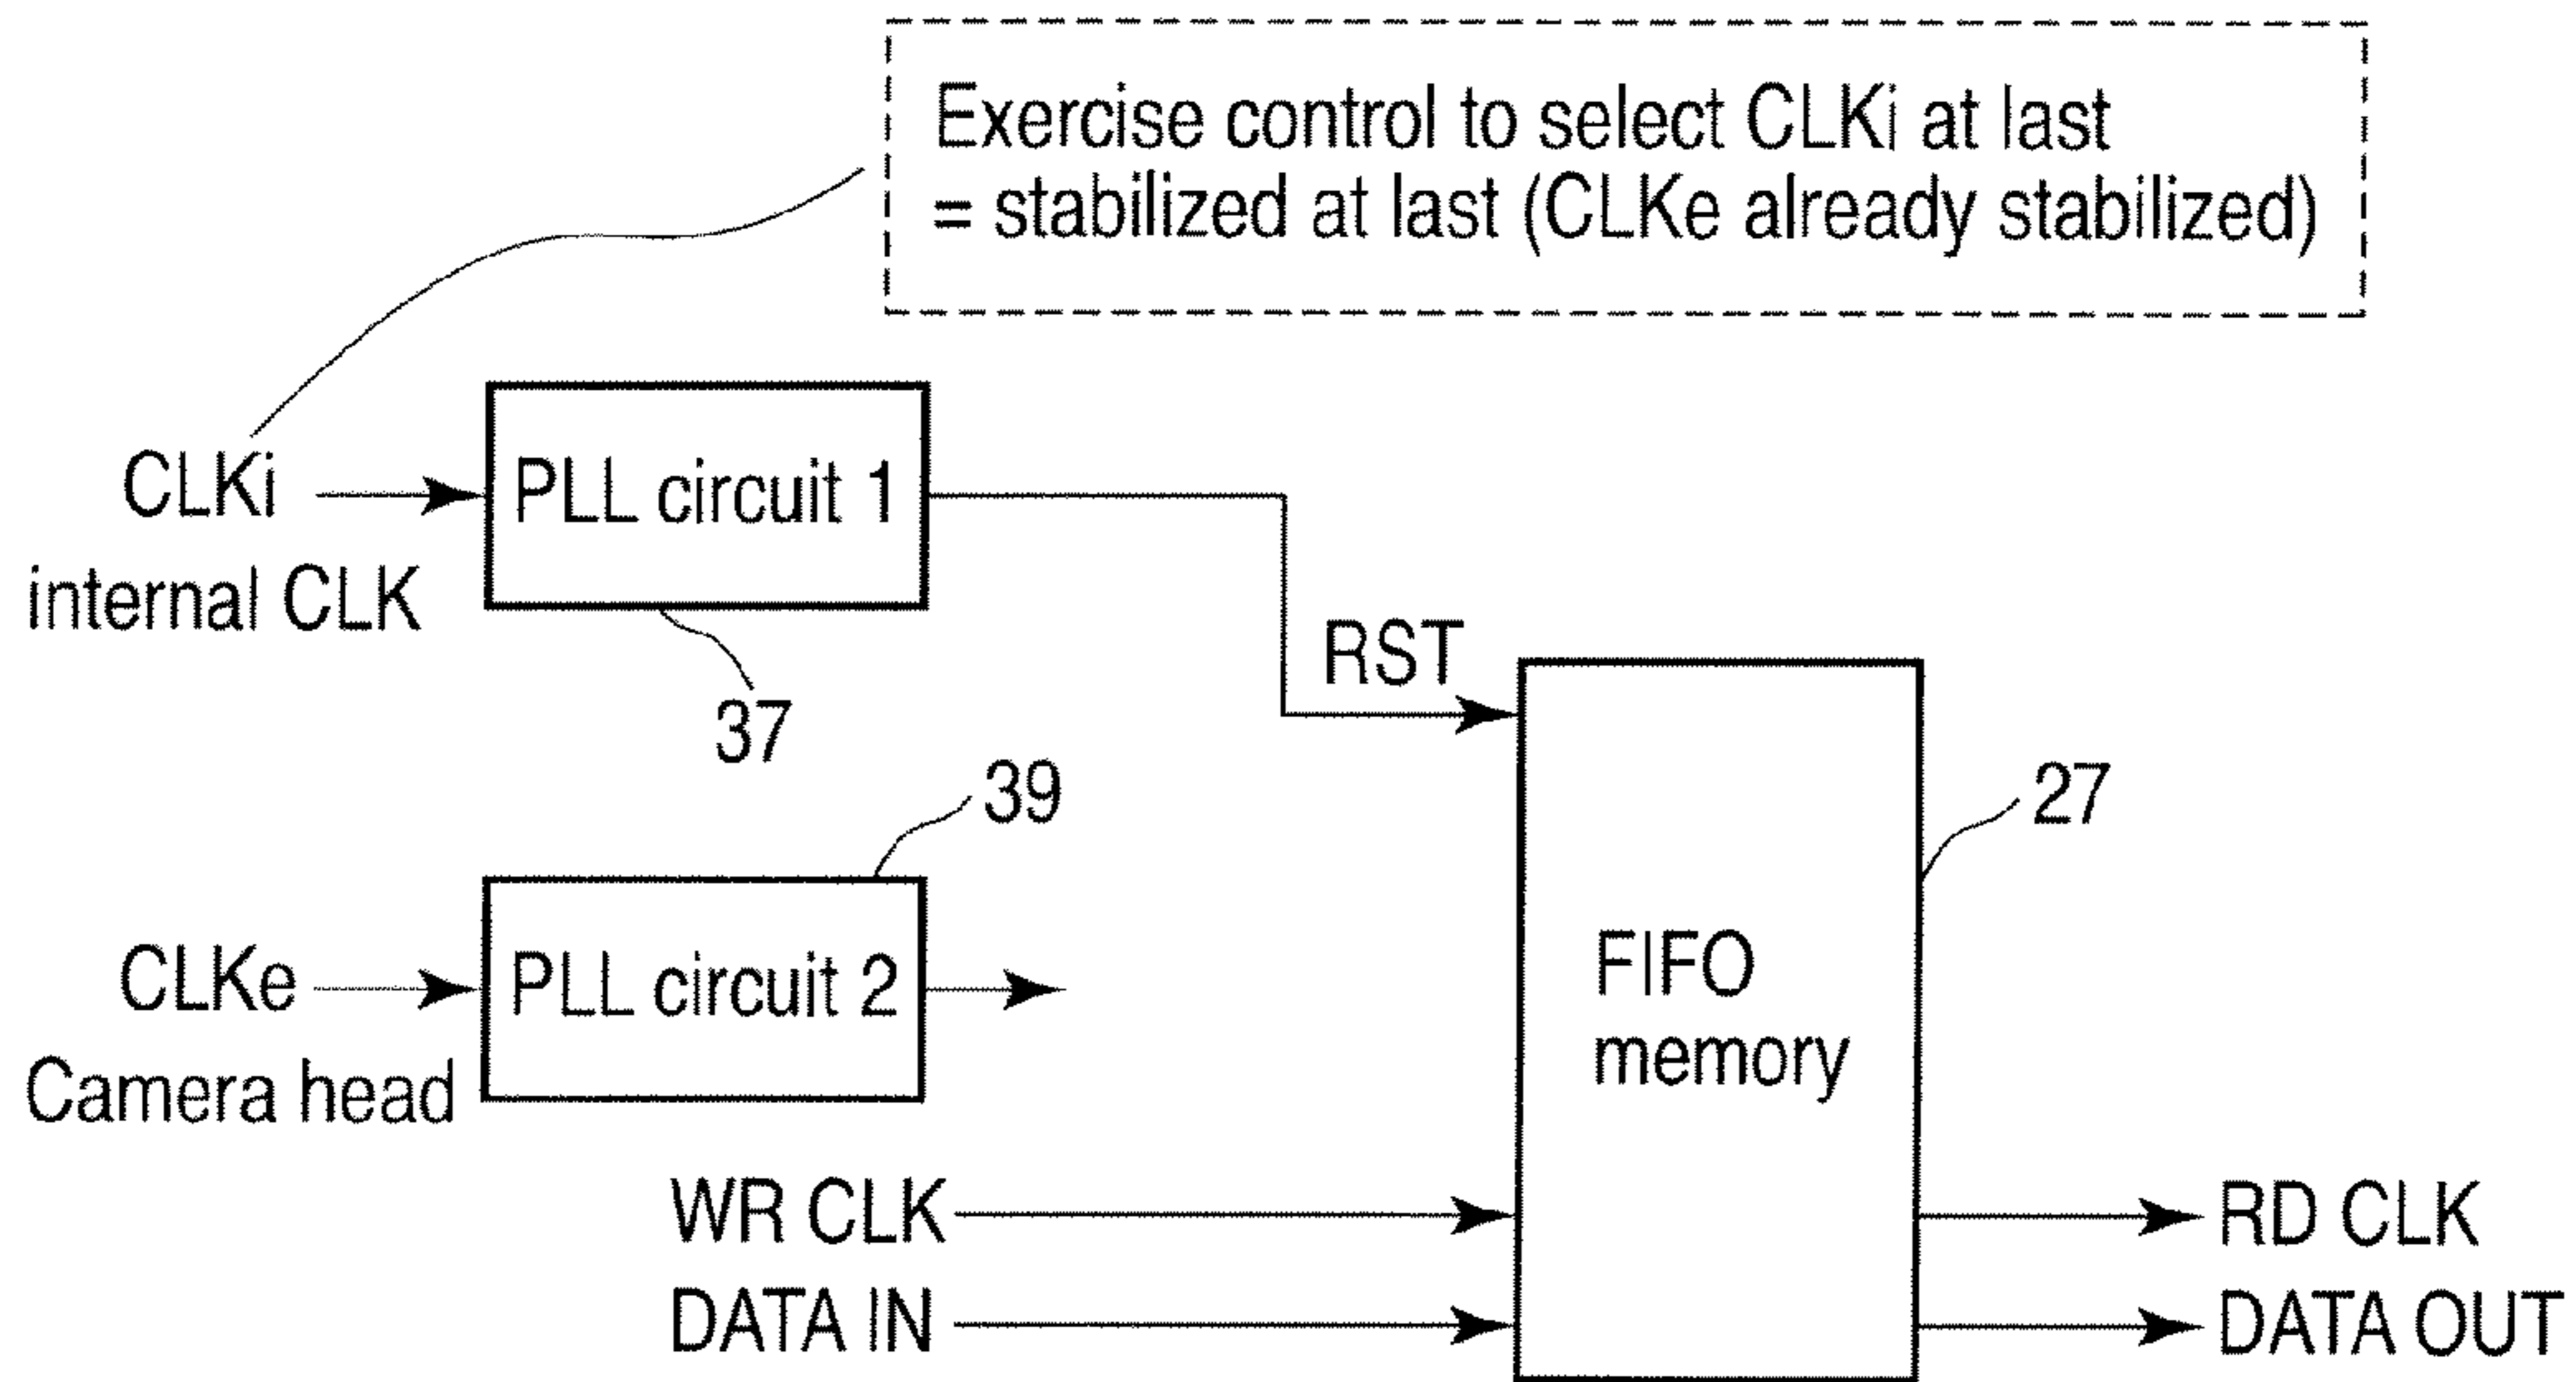 Exercise control to select CLKi at last
= stabilized at last (CLKe already stabilized)
CLKi
internal CLK
PLL circuit 1
37
RST
39
27
CLKe
Camera head
PLL circuit 2
FIFO
memory
WR CLK
DATA IN
RD CLK
DATA OUT